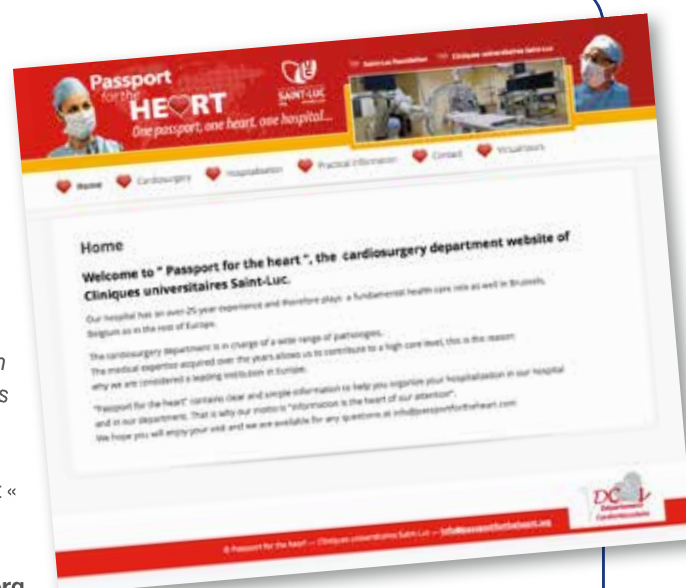 Passport
for the
HEART
One passport, one heart, one hospital...
SAINT-LUC
Saint-Luc Foundation Cliniques universitaires Saint-Luc
Home Cardiosurgery Hospitalisation Practical information Contact Virtual tours
Home
Welcome to " Passport for the heart ", the cardiosurgery department website of
Cliniques universitaires Saint-Luc.
Our hospital has an over-25 year experience and therefore plays a fundamental health care role as well in Brussels,
Belgium as in the rest of Europe.
The cardiosurgery department is in charge of a wide range of pathologies.
The medical expertise acquired over the years allows us to contribute to a high care level, this is the reason
why we are considered a leading institution in Europe.
"Passport for the heart" contains clear and simple information to help you organize your hospitalization in our hospital
and in our department. That is why our motto is "information is the heart of our attention".
We hope you will enjoy your visit and we are available for any questions at info@passportfortheheart.com
DC V
Département
CardioVasculaire
© Passport for the heart — Cliniques universitaires Saint-Luc — info@passportfortheheart.org
n
s
t «
org